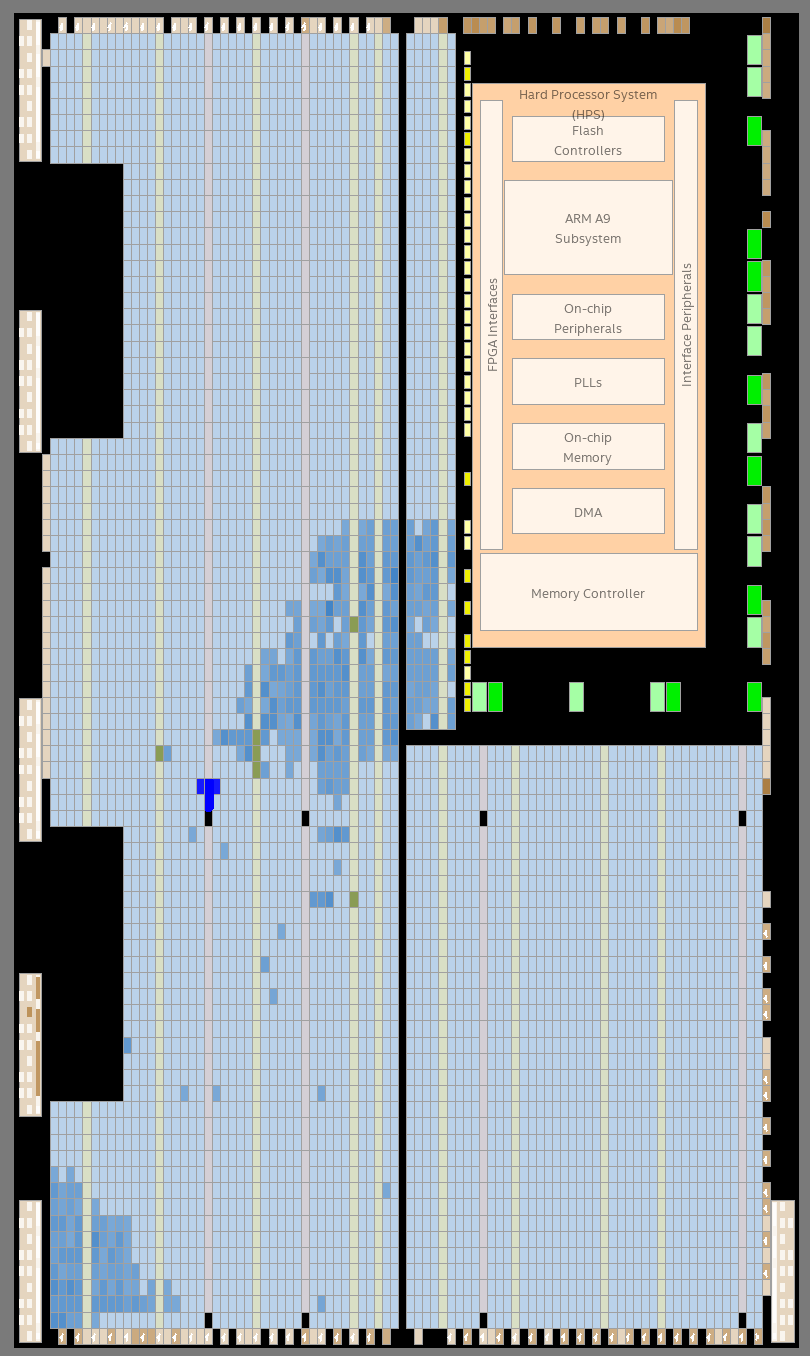 Hard Processor System
(HPS)
Flash
Controllers
ARM A9
Subsystem
On-chip
Peripherals
PLLs
On-chip
Memory
DMA
Memory Controller
FPGA Interfaces
Interface Peripherals